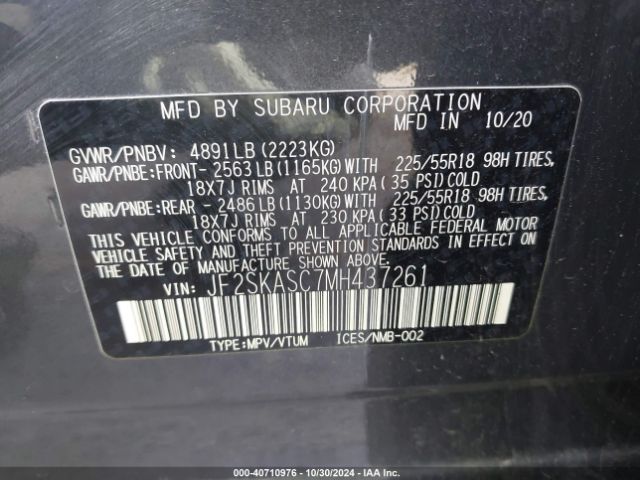 MFD BY SUBARU CORPORATION
MFD IN 10/20
GVWR/PNBV: 4891LB(2223KG)
GAWR/PNBE:FRONT-2563LB(1165KG)WITH 225/55R18 98H TIRES,
18X7J RIMS AT 240 KPA(35 PSI)COLD
GAWR/PNBE:REAR -2486LB(1130KG)WITH 225/55R18 98H TIRES,
18X7J RIMS AT 230 KPA(33 PSI)COLD
THIS VEHICLE CONFORMS TO ALL APPLICABLE FEDERAL MOTOR
VEHICLE SAFETY AND THEFT PREVENTION STANDARDS IN EFFECT ON
THE DATE OF MANUFACTURE SHOWN ABOVE.
VIN: JF2SKASC7MH437261
TYPE:MPV/VTUM ICES/NMB-002
000-40710976 - 10/30/2024 - IAA Inc.